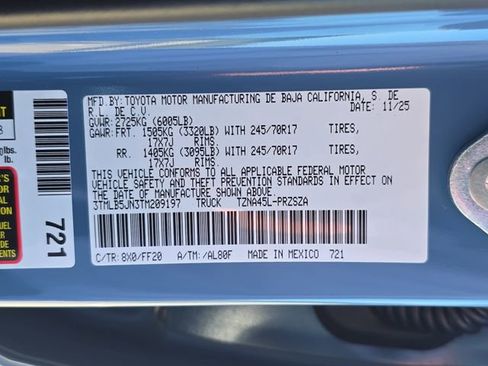 MFD.BY:TOYOTA MOTOR MANUFACTURING DE BAJA CALIFORNIA, S. DE
R.L. DE C.V. DATE: 11/25
GVWR:2725KG (6005LB)
GAWR:FRT. 1505KG (3320LB) WITH 245/70R17 TIRES,
17X7J RIMS.
RR. 1405KG (3095LB) WITH 245/70R17 TIRES,
17X7J RIMS.
THIS VEHICLE CONFORMS TO ALL APPLICABLE FEDERAL MOTOR
VEHICLE SAFETY AND THEFT PREVENTION STANDARDS IN EFFECT ON
THE DATE OF MANUFACTURE SHOWN ABOVE.
3TMLB5JN3TM209197 TRUCK TZNA45L-PRZSZA
C/TR:8X0/FF20 A/TM:/AL80F MADE IN MEXICO 721
721
lbs.
lb.